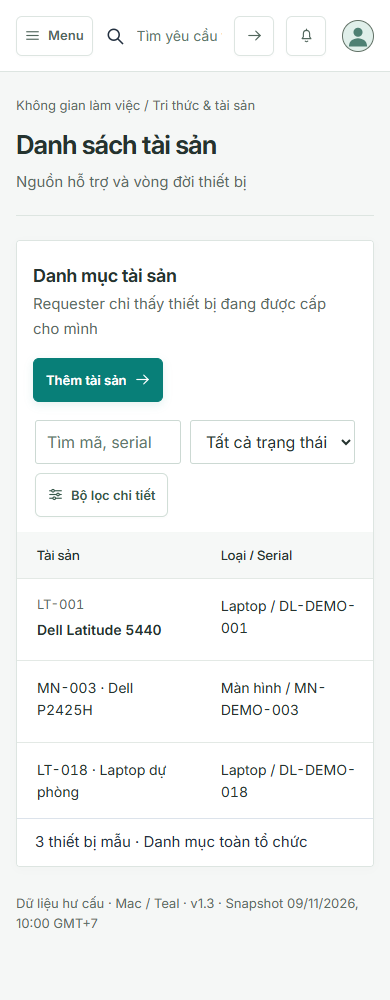 Menu
Tìm yêu cầu
Không gian làm việc / Tri thức & tài sản
Danh sách tài sản
Nguồn hỗ trợ và vòng đời thiết bị
Danh mục tài sản
Requester chỉ thấy thiết bị đang được cấp
cho mình
Thêm tài sản
Tìm mã, serial
Tất cả trạng thái
Bộ lọc chi tiết
Tài sản
Loại / Serial
LT-001
Dell Latitude 5440
Laptop / DL-DEMO-
001
MN-003 · Dell
P2425H
Màn hình / MN-
DEMO-003
LT-018 · Laptop dự
phòng
Laptop / DL-DEMO-
018
3 thiết bị mẫu · Danh mục toàn tổ chức
Dữ liệu hư cấu · Mac / Teal · v1.3 · Snapshot 09/11/2026,
10:00 GMT+7